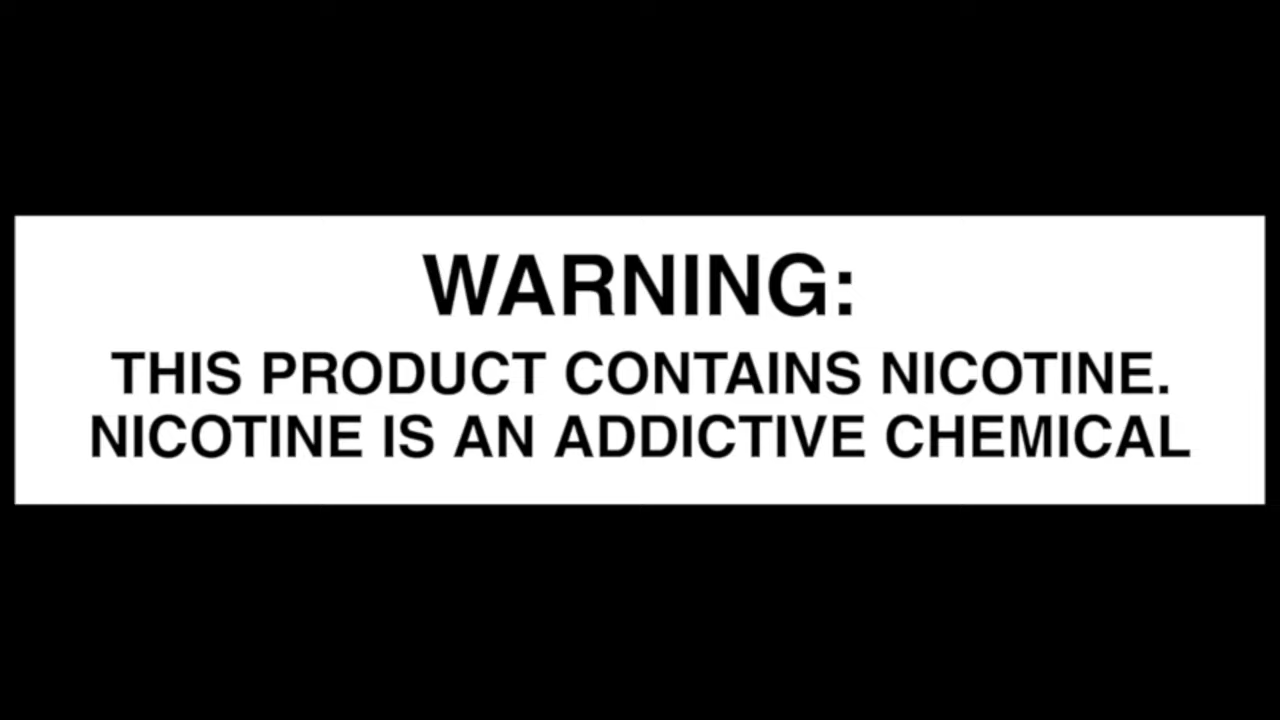 WARNING:
THIS PRODUCT CONTAINS NICOTINE.
NICOTINE IS AN ADDICTIVE CHEMICAL